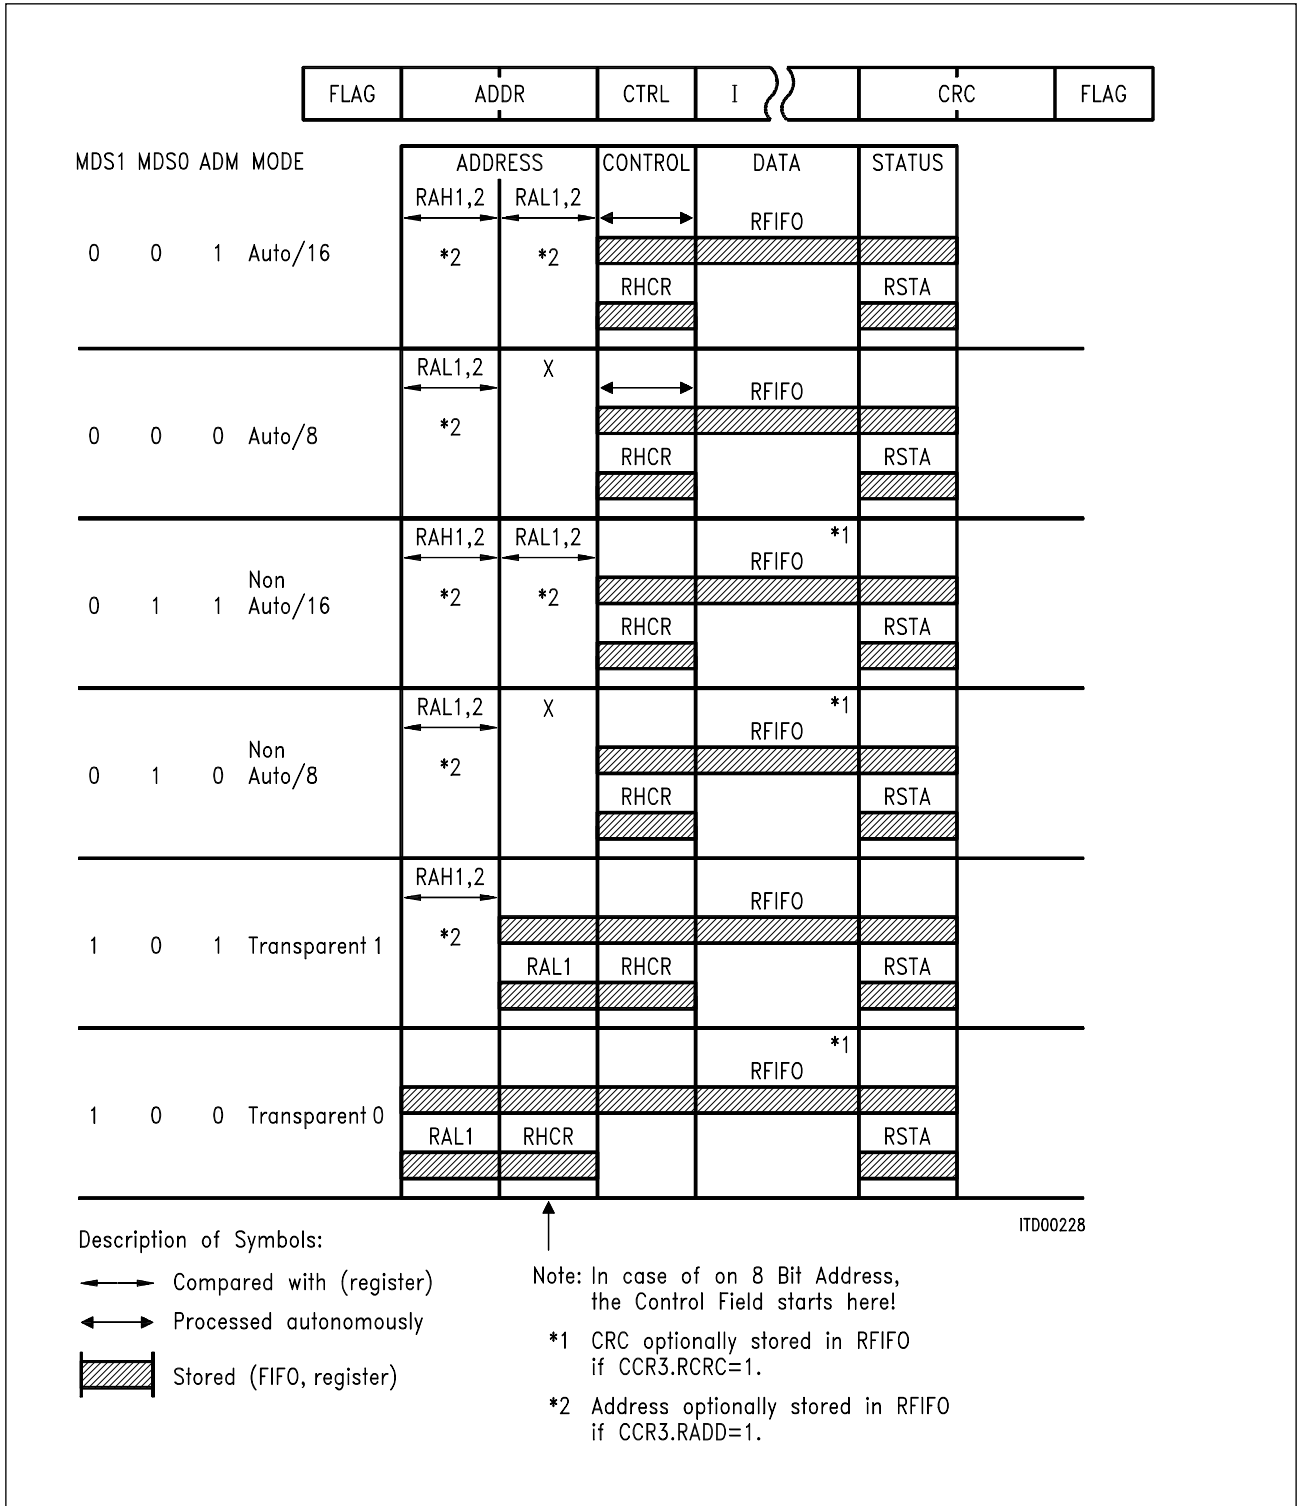 FLAG ADDR CTRL I CRC FLAG
MDS1 MDS0 ADM MODE ADDRESS CONTROL DATA STATUS
RAH1,2 RAL1,2 RFIFO
0 0 1 Auto/16 *2 *2
RHCR RSTA
RAL1,2 X RFIFO
0 0 0 Auto/8 *2
RHCR RSTA
RAH1,2 RAL1,2 *1
RFIFO
Non
0 1 1 Auto/16 *2 *2
RHCR RSTA
RAL1,2 X *1
RFIFO
Non
0 1 0 Auto/8 *2
RHCR RSTA
RAH1,2 RFIFO
1 0 1 Transparent 1 *2
RAL1 RHCR RSTA
*1
RFIFO
1 0 0 Transparent 0
RAL1 RHCR RSTA
ITD00228
Description of Symbols:
Compared with (register)
Processed autonomously
Stored (FIFO, register)
Note: In case of on 8 Bit Address,
the Control Field starts here!
*1 CRC optionally stored in RFIFO
if CCR3.RCRC=1.
*2 Address optionally stored in RFIFO
if CCR3.RADD=1.